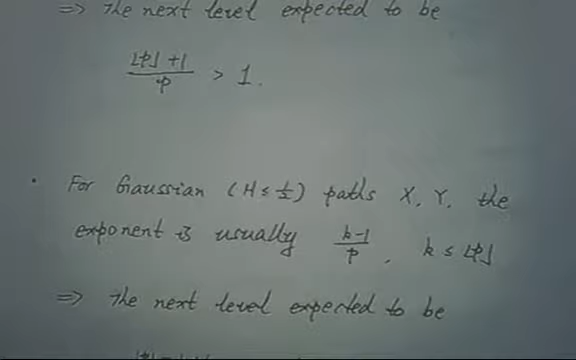 => The next level expected to be
⌊p⌋ + 1 / p > 1.
· For Gaussian (H ≤ 1/2) paths X, Y, the
exponent is usually k-1 / p , k ≤ ⌊p⌋
=> The next level expected to be